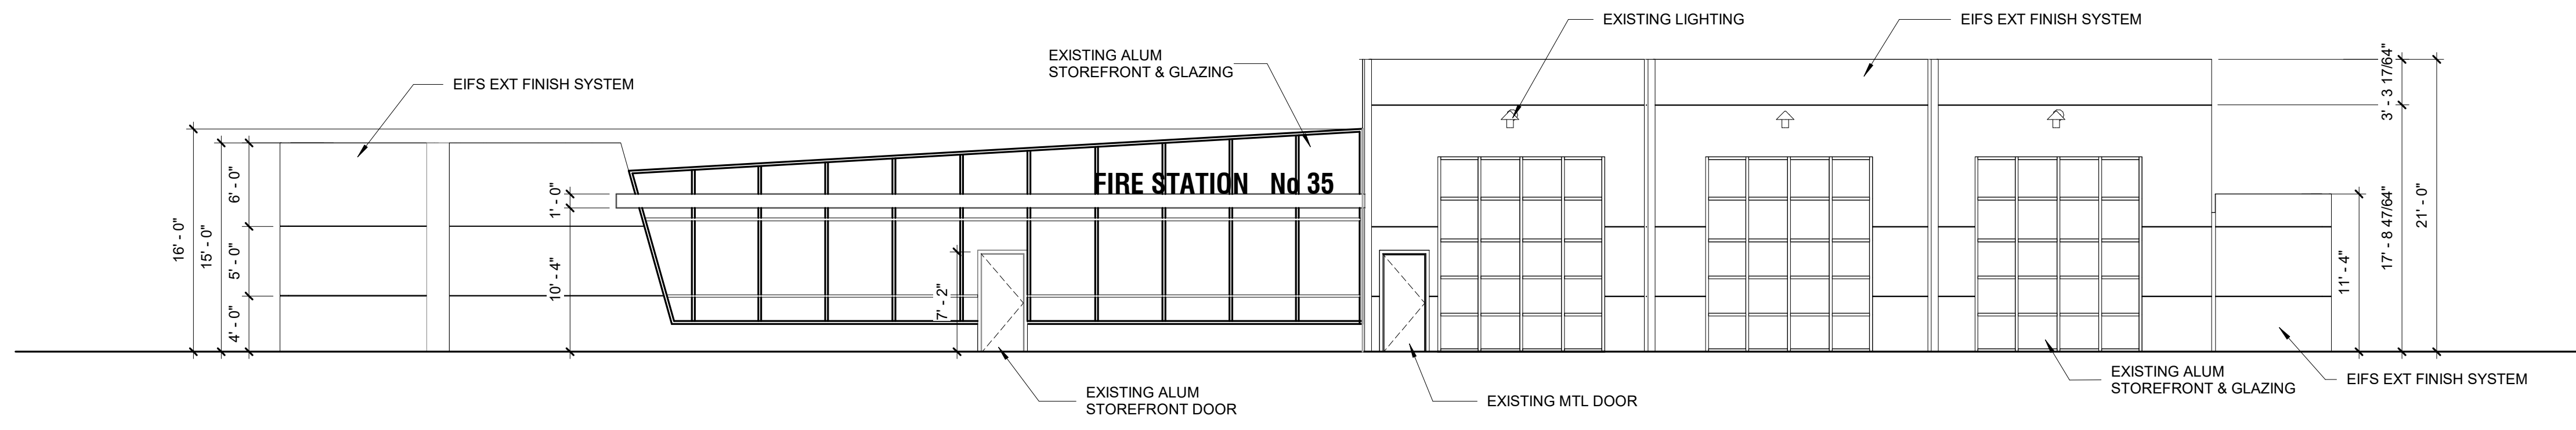 EXISTING LIGHTING
EIFS EXT FINISH SYSTEM
EXISTING ALUM
STOREFRONT & GLAZING
EIFS EXT FINISH SYSTEM
FIRE STATION No 35
16' - 0"
15' - 0"
6' - 0"
5' - 0"
4' - 0"
1' - 0"
10' - 4"
7' - 2"
3' - 3 17/64"
17' - 8 47/64"
21' - 0"
11' - 4"
EXISTING ALUM
STOREFRONT DOOR
EXISTING MTL DOOR
EXISTING ALUM
STOREFRONT & GLAZING
EIFS EXT FINISH SYSTEM